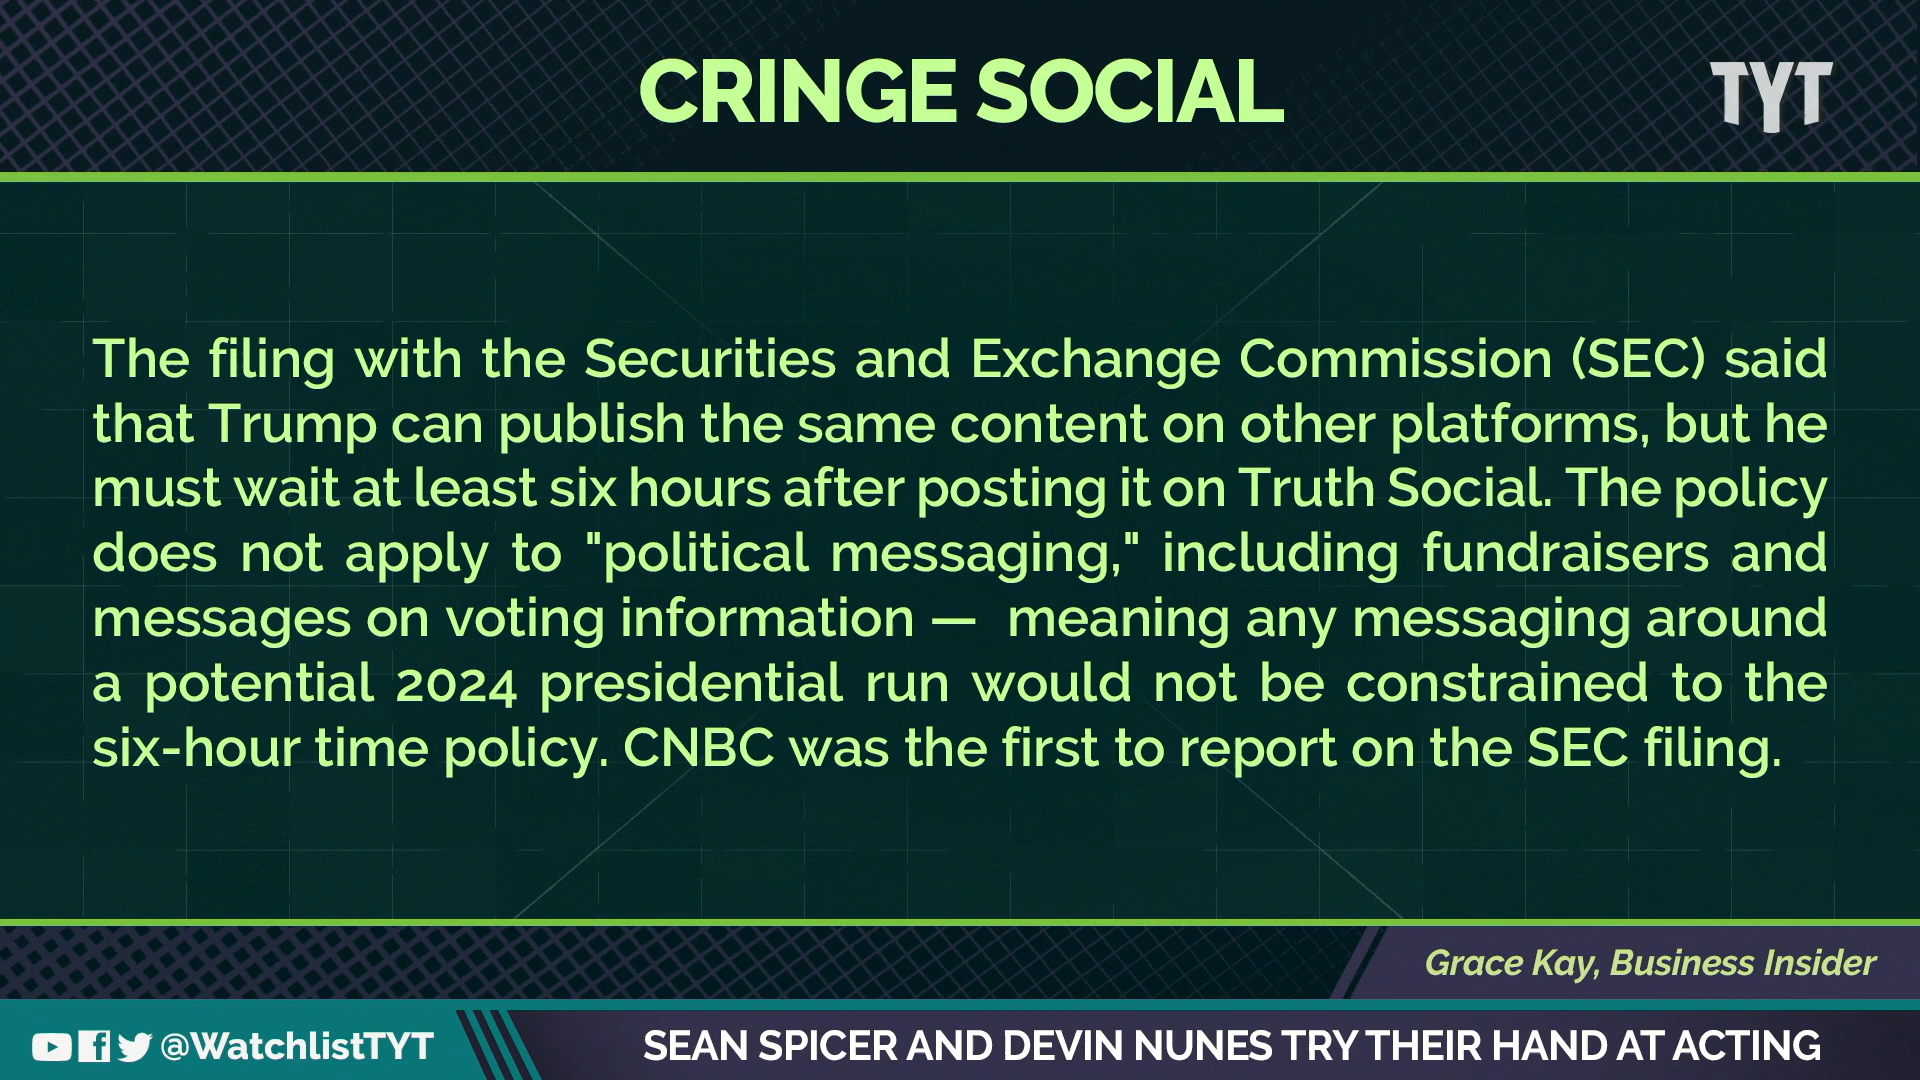 CRINGE SOCIAL
TYT
The filing with the Securities and Exchange Commission (SEC) said
that Trump can publish the same content on other platforms, but he
must wait at least six hours after posting it on Truth Social. The policy
does not apply to "political messaging," including fundraisers and
messages on voting information — meaning any messaging around
a potential 2024 presidential run would not be constrained to the
six-hour time policy. CNBC was the first to report on the SEC filing.
Grace Kay, Business Insider
@WatchlistTYT
SEAN SPICER AND DEVIN NUNES TRY THEIR HAND AT ACTING